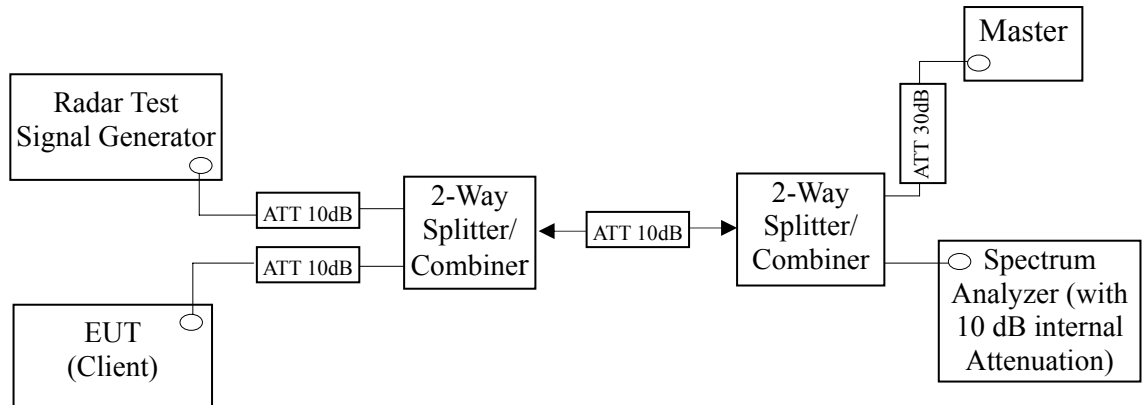 Radar Test
Signal Generator
ATT 10dB
ATT 10dB
EUT
(Client)
2-Way
Splitter/
Combiner
ATT 10dB
2-Way
Splitter/
Combiner
ATT 30dB
Master
Spectrum
Analyzer (with
10 dB internal
Attenuation)